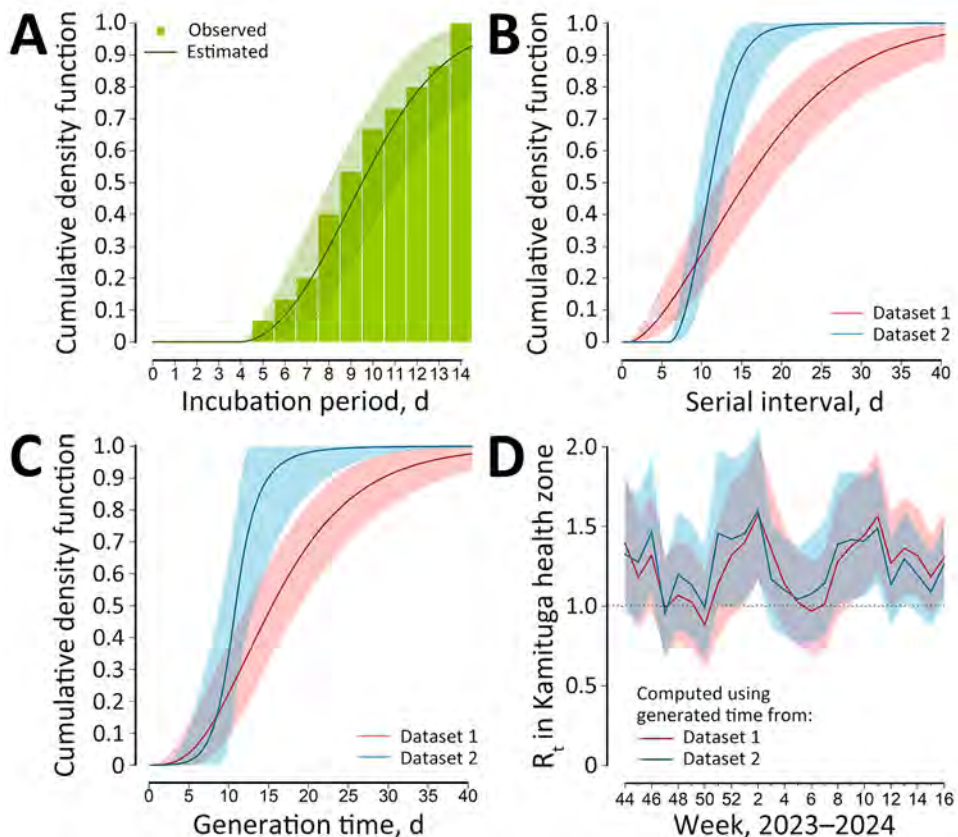 A
Observed
Estimated
Cumulative density function
1.0
0.9
0.8
0.7
0.6
0.5
0.4
0.3
0.2
0.1
0
0 1 2 3 4 5 6 7 8 9 10 11 12 13 14
Incubation period, d
B
Cumulative density function
1.0
0.9
0.8
0.7
0.6
0.5
0.4
0.3
0.2
0.1
0
Dataset 1
Dataset 2
0 5 10 15 20 25 30 35 40
Serial interval, d
C
Cumulative density function
1.0
0.9
0.8
0.7
0.6
0.5
0.4
0.3
0.2
0.1
0
Dataset 1
Dataset 2
0 5 10 20 30 20 40
Generation time, d
D
Rt in Kamituga health zone
2.0
1.5
1.0
0.5
0
Computed using
generated time from:
Dataset 1
Dataset 2
44 46 48 50 52 2 4 6 8 10 11 12 14 15 16
Week, 2023–2024